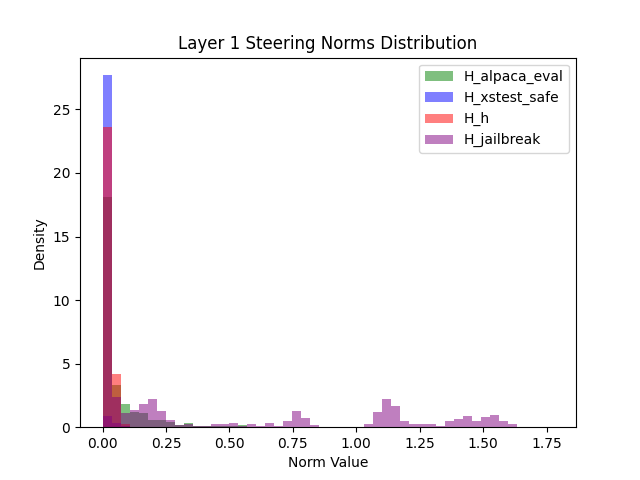 Layer 1 Steering Norms Distribution
H_alpaca_eval
H_xstest_safe
H_h
H_jailbreak
Density
25
20
15
10
5
0
0.00 0.25 0.50 0.75 1.00 1.25 1.50 1.75
Norm Value